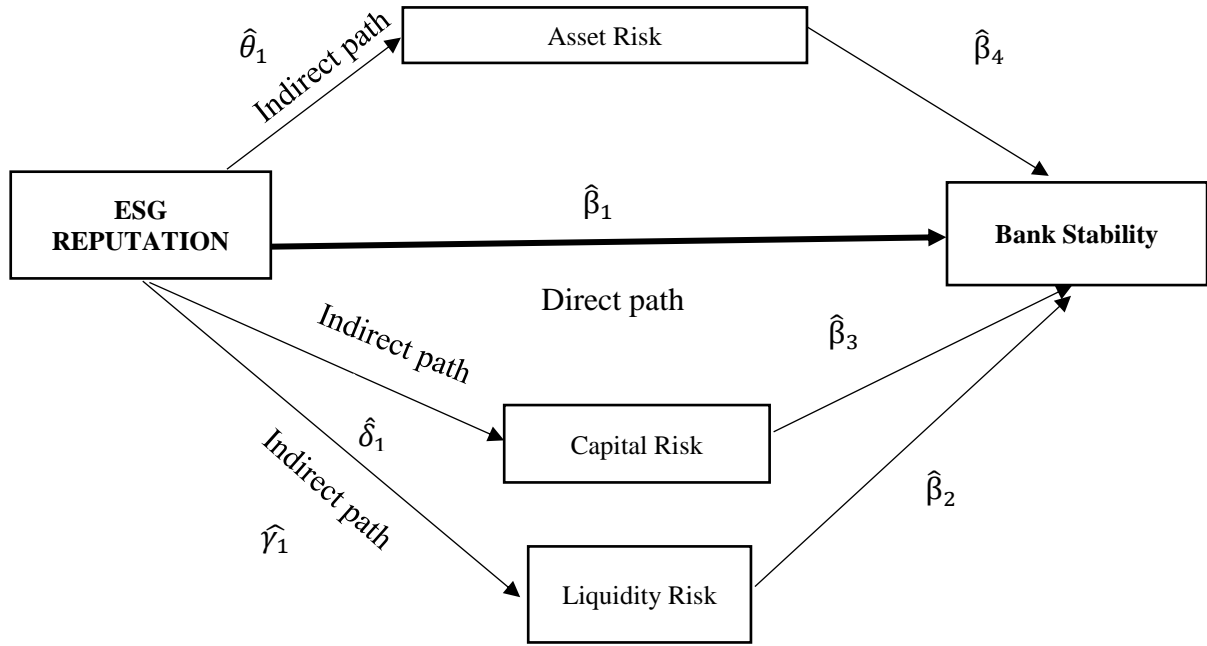 Asset Risk
θ̂₁
Indirect path
β̂₄
ESG
REPUTATION
β̂₁
Bank Stability
Direct path
Indirect path
β̂₃
δ̂₁
Capital Risk
Indirect path
β̂₂
γ̂₁
Liquidity Risk